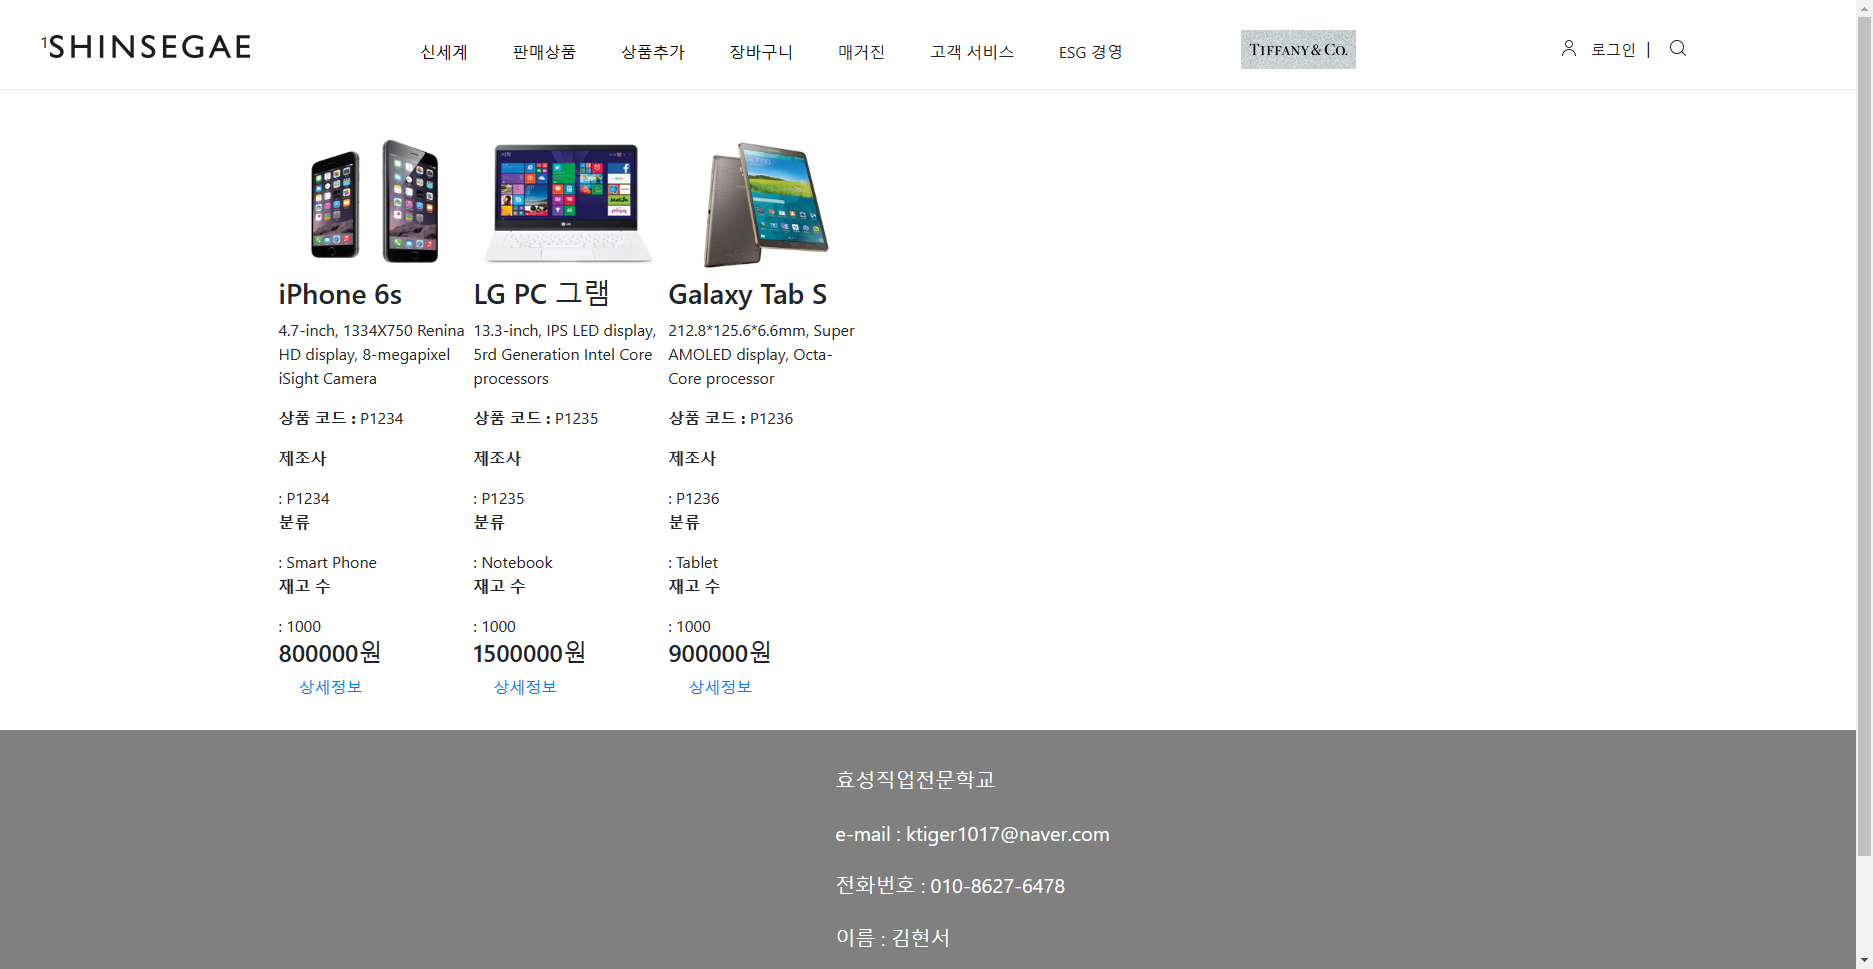 ¹SHINSEGAE
신세계 판매상품 상품추가 장바구니 매거진 고객 서비스 ESG 경영
TIFFANY & CO.
로그인 |
iPhone 6s
4.7-inch, 1334X750 Renina
HD display, 8-megapixel
iSight Camera
상품 코드 : P1234
제조사
: P1234
분류
: Smart Phone
재고 수
: 1000
800000원
상세정보
LG PC 그램
13.3-inch, IPS LED display,
5rd Generation Intel Core
processors
상품 코드 : P1235
제조사
: P1235
분류
: Notebook
재고 수
: 1000
1500000원
상세정보
Galaxy Tab S
212.8*125.6*6.6mm, Super
AMOLED display, Octa-
Core processor
상품 코드 : P1236
제조사
: P1236
분류
: Tablet
재고 수
: 1000
900000원
상세정보
효성직업전문학교
e-mail : ktiger1017@naver.com
전화번호 : 010-8627-6478
이름 : 김현서